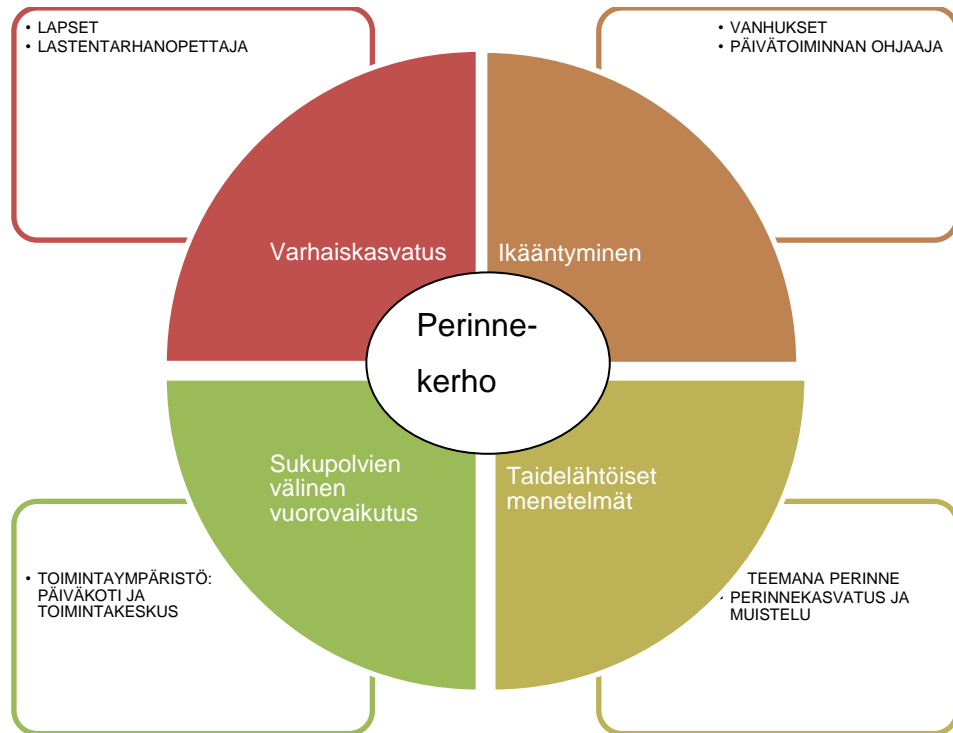 • LAPSET
• LASTENTARHANOPETTAJA
• VANHUKSET
• PÄIVÄTOIMINNAN OHJAAJA
Varhaiskasvatus
Ikääntyminen
Perinne-
kerho
Sukupolvien
välinen
vuorovaikutus
Taidelähtöiset
menetelmät
• TOIMINTAYMPÄRISTÖ:
PÄIVÄKOTI JA
TOIMINTAKESKUS
TEEMANA PERINNE
PERINNEKASVATUS JA
MUISTELU